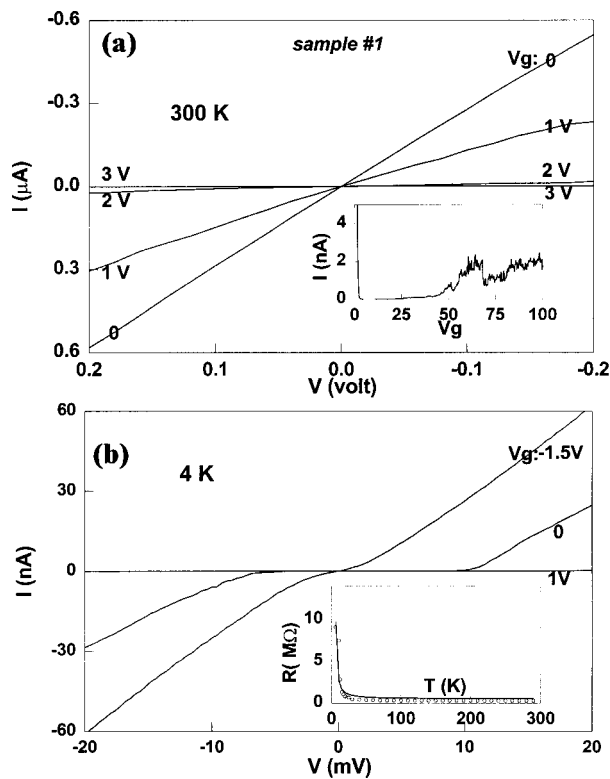 -0.6
(a)
sample #1
Vg: 0
-0.3
1 V
300 K
I (μA)
3 V
2 V
0.0
2 V
3 V
1 V
0.3
0
0.6
I (nA)
4
2
0
0
25
50
75
100
Vg
0.2
0.1
0.0
-0.1
-0.2
V (volt)
60
(b)
4 K
Vg:-1.5V
30
0
I (nA)
0
1V
-30
-60
R( MΩ)
10
5
0
T (K)
0
100
200
300
-20
-10
0
10
20
V (mV)